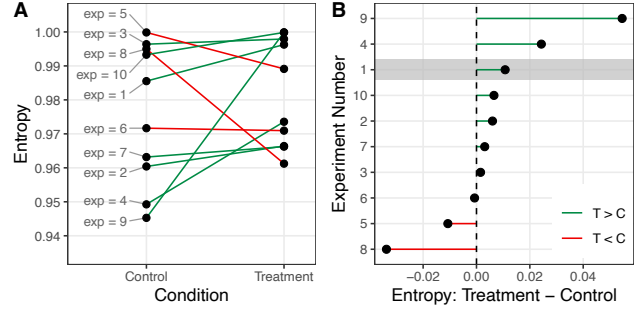 A
exp = 5
exp = 3
exp = 8
exp = 10
exp = 1
exp = 6
exp = 7
exp = 2
exp = 4
exp = 9
1.00
0.99
0.98
0.97
0.96
0.95
0.94
Entropy
Control
Treatment
Condition
B
9
4
1
10
2
7
3
6
5
8
Experiment Number
T > C
T < C
−0.02
0.00
0.02
0.04
Entropy: Treatment − Control